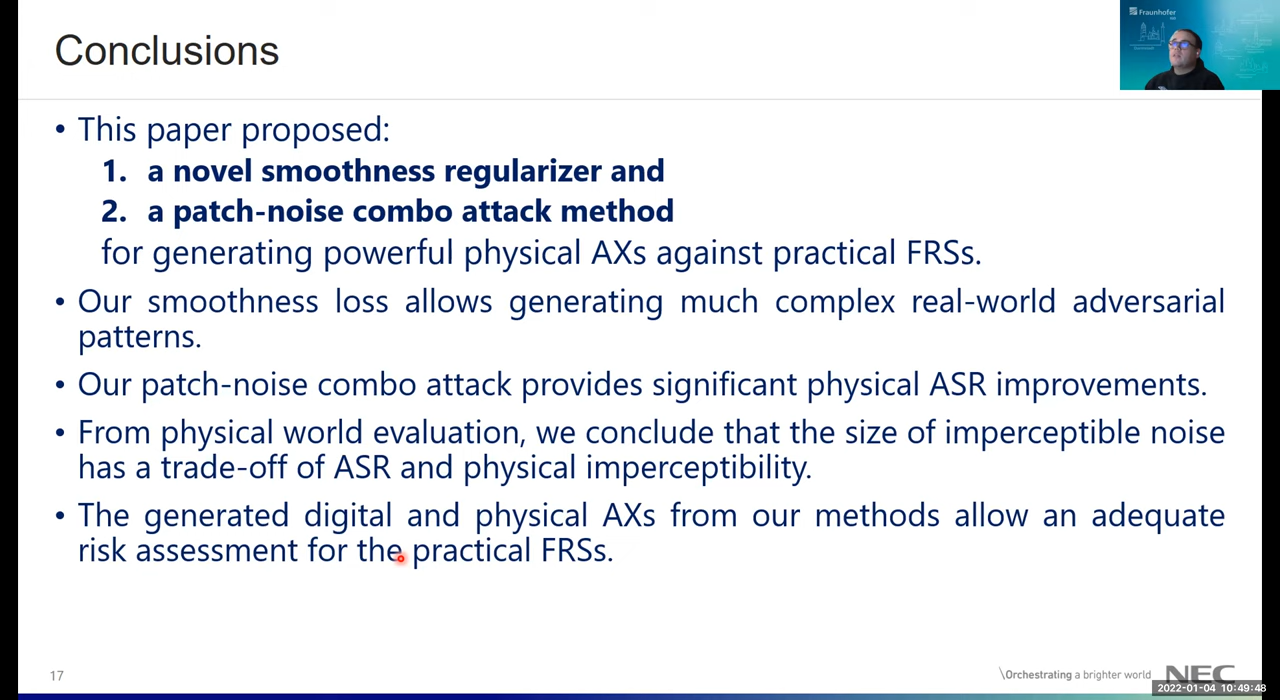 Conclusions
Fraunhofer
• This paper proposed:
1. a novel smoothness regularizer and
2. a patch-noise combo attack method
for generating powerful physical AXs against practical FRSs.
• Our smoothness loss allows generating much complex real-world adversarial
patterns.
• Our patch-noise combo attack provides significant physical ASR improvements.
• From physical world evaluation, we conclude that the size of imperceptible noise
has a trade-off of ASR and physical imperceptibility.
• The generated digital and physical AXs from our methods allow an adequate
risk assessment for the practical FRSs.
17
\Orchestrating a brighter world
NEC
2022-01-04 10:49:48